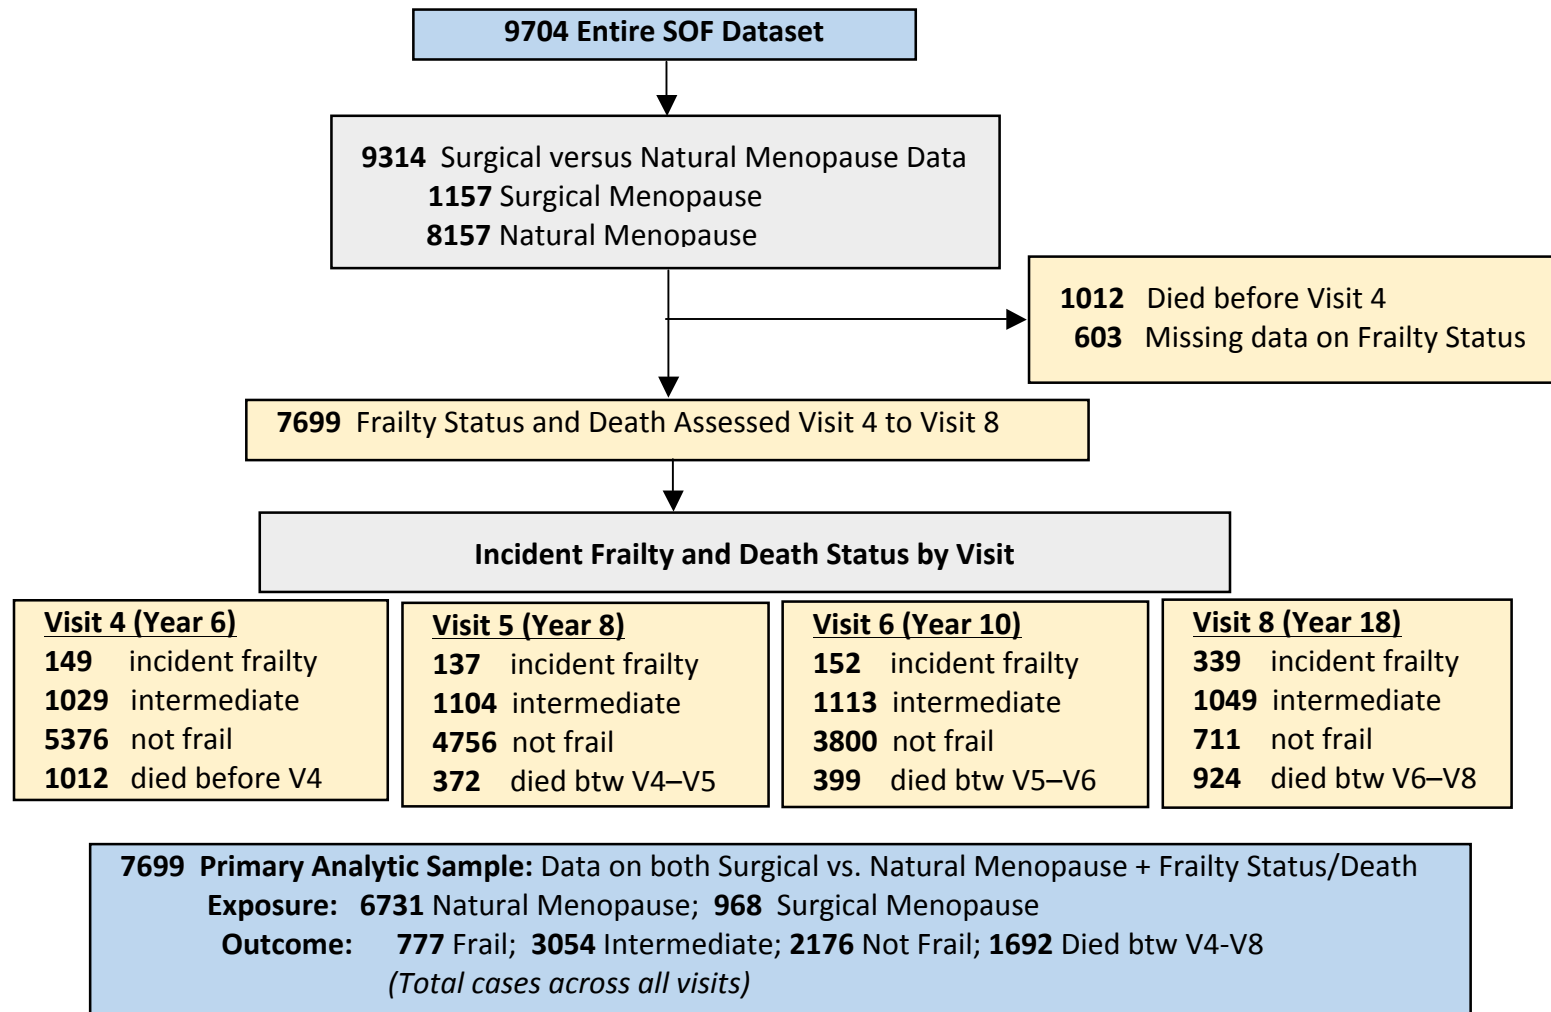 9704 Entire SOF Dataset
9314 Surgical versus Natural Menopause Data
1157 Surgical Menopause
8157 Natural Menopause
1012 Died before Visit 4
603 Missing data on Frailty Status
7699 Frailty Status and Death Assessed Visit 4 to Visit 8
Incident Frailty and Death Status by Visit
Visit 4 (Year 6)
149 incident frailty
1029 intermediate
5376 not frail
1012 died before V4
Visit 5 (Year 8)
137 incident frailty
1104 intermediate
4756 not frail
372 died btw V4–V5
Visit 6 (Year 10)
152 incident frailty
1113 intermediate
3800 not frail
399 died btw V5–V6
Visit 8 (Year 18)
339 incident frailty
1049 intermediate
711 not frail
924 died btw V6–V8
7699 Primary Analytic Sample: Data on both Surgical vs. Natural Menopause + Frailty Status/Death
Exposure: 6731 Natural Menopause; 968 Surgical Menopause
Outcome: 777 Frail; 3054 Intermediate; 2176 Not Frail; 1692 Died btw V4-V8
(Total cases across all visits)